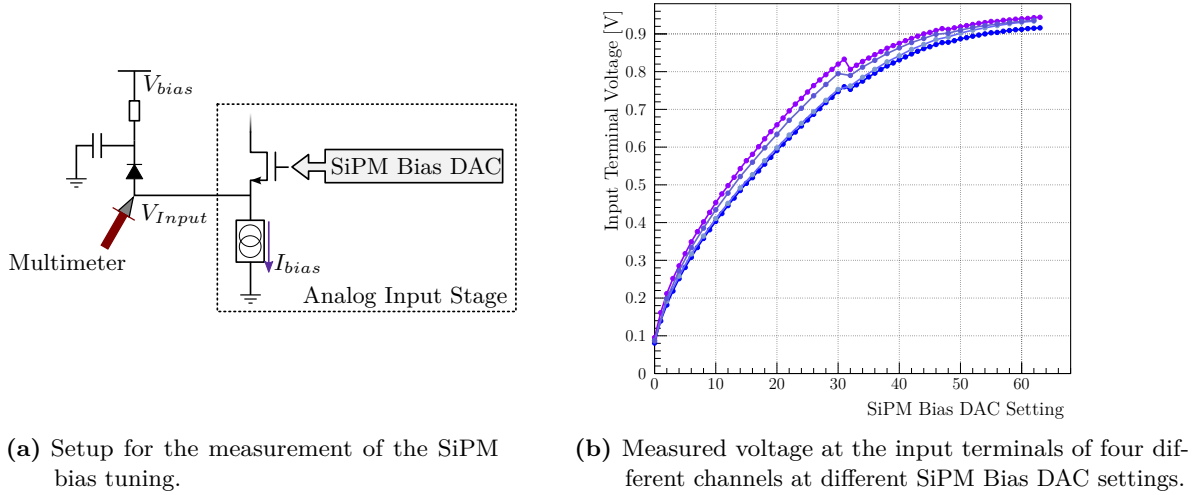 V_bias
SiPM Bias DAC
V_Input
Multimeter
I_bias
Analog Input Stage
Input Terminal Voltage [V]
0.9
0.8
0.7
0.6
0.5
0.4
0.3
0.2
0.1
0
0 10 20 30 40 50 60
SiPM Bias DAC Setting
(a) Setup for the measurement of the SiPM
bias tuning.
(b) Measured voltage at the input terminals of four dif-
ferent channels at different SiPM Bias DAC settings.